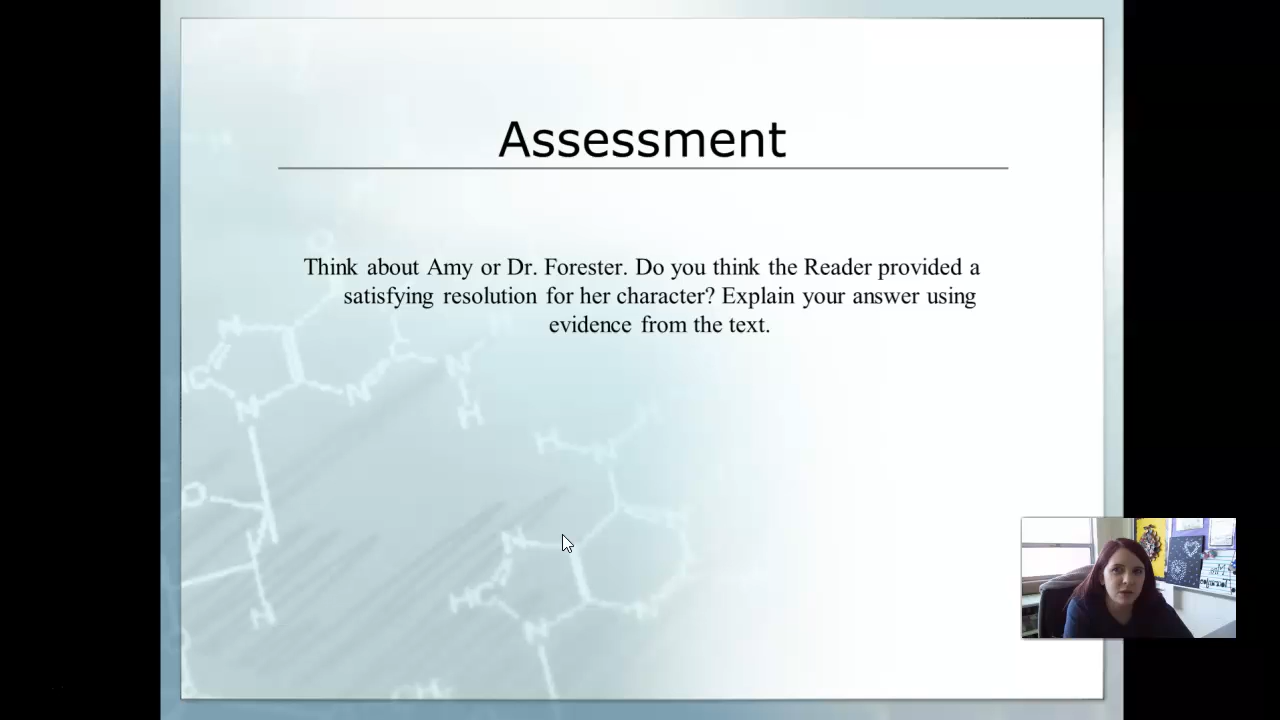 Assessment
Think about Amy or Dr. Forester. Do you think the Reader provided a
satisfying resolution for her character? Explain your answer using
evidence from the text.